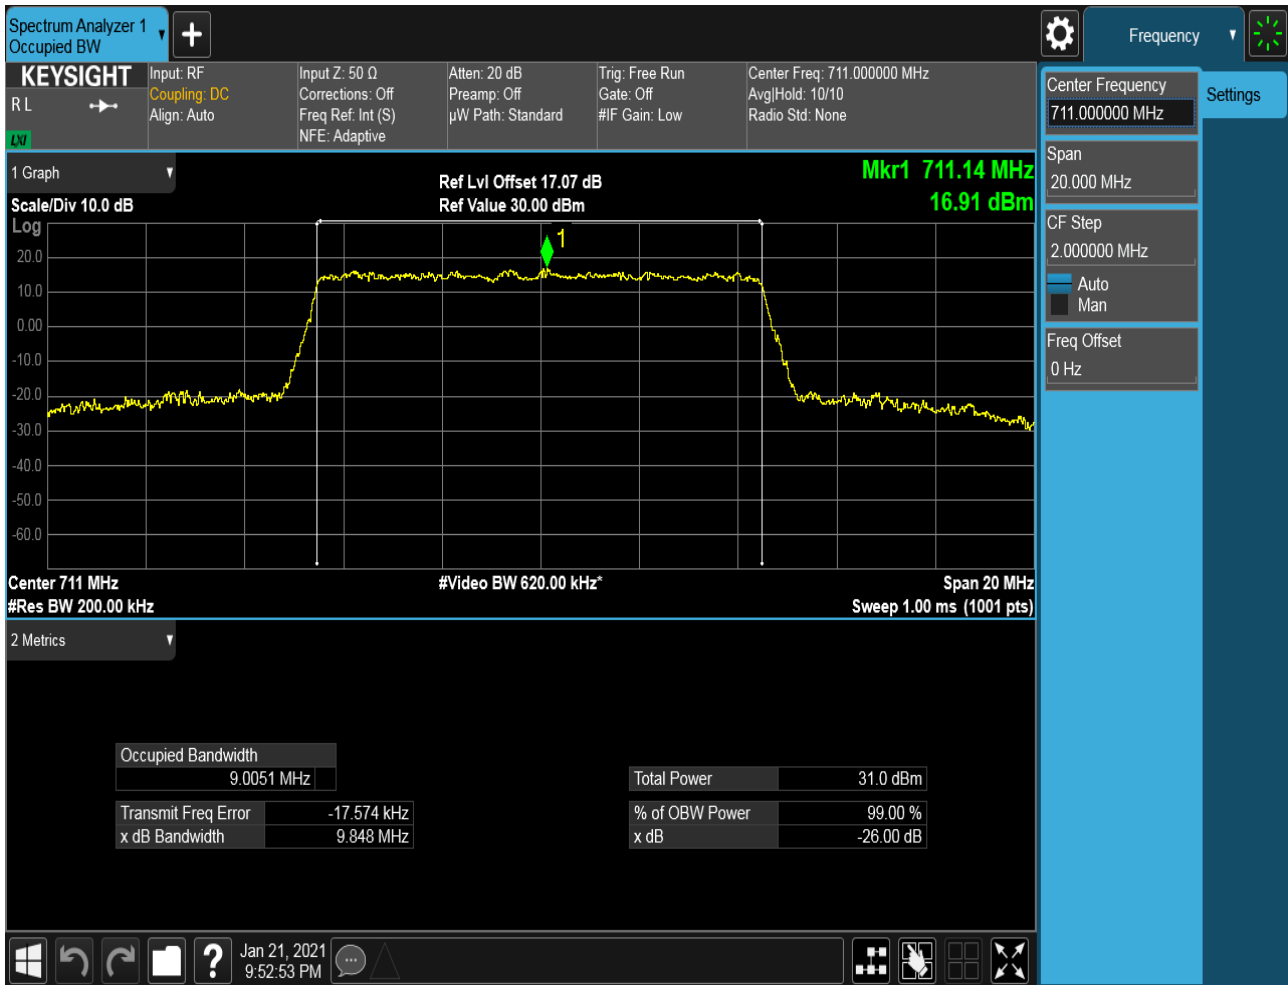 Spectrum Analyzer 1
Occupied BW
Frequency
KEYSIGHT
R L
LXI
Input: RF
Coupling: DC
Align: Auto
Input Z: 50 Ω
Corrections: Off
Freq Ref: Int (S)
NFE: Adaptive
Atten: 20 dB
Preamp: Off
µW Path: Standard
Trig: Free Run
Gate: Off
#IF Gain: Low
Center Freq: 711.000000 MHz
Avg|Hold: 10/10
Radio Std: None
Center Frequency
711.000000 MHz
Settings
Span
20.000 MHz
CF Step
2.000000 MHz
Auto
Man
Freq Offset
0 Hz
1 Graph
Scale/Div 10.0 dB
Ref Lvl Offset 17.07 dB
Ref Value 30.00 dBm
Mkr1 711.14 MHz
16.91 dBm
Log
1
20.0
10.0
0.00
-10.0
-20.0
-30.0
-40.0
-50.0
-60.0
Center 711 MHz
#Video BW 620.00 kHz*
Span 20 MHz
#Res BW 200.00 kHz
Sweep 1.00 ms (1001 pts)
2 Metrics
Occupied Bandwidth
9.0051 MHz
Total Power 31.0 dBm
Transmit Freq Error -17.574 kHz
% of OBW Power 99.00 %
x dB Bandwidth 9.848 MHz
x dB -26.00 dB
?
Jan 21, 2021
9:52:53 PM